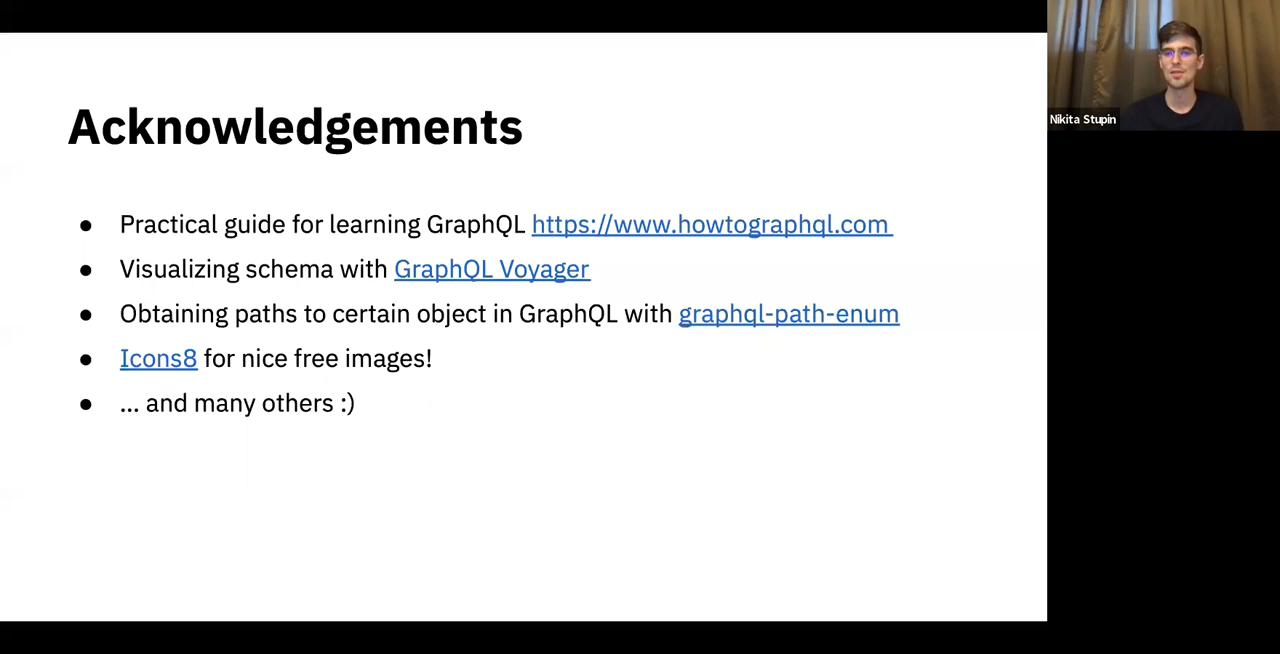 Acknowledgements
● Practical guide for learning GraphQL https://www.howtographql.com
● Visualizing schema with GraphQL Voyager
● Obtaining paths to certain object in GraphQL with graphql-path-enum
● Icons8 for nice free images!
● ... and many others :)
Nikita Stupin